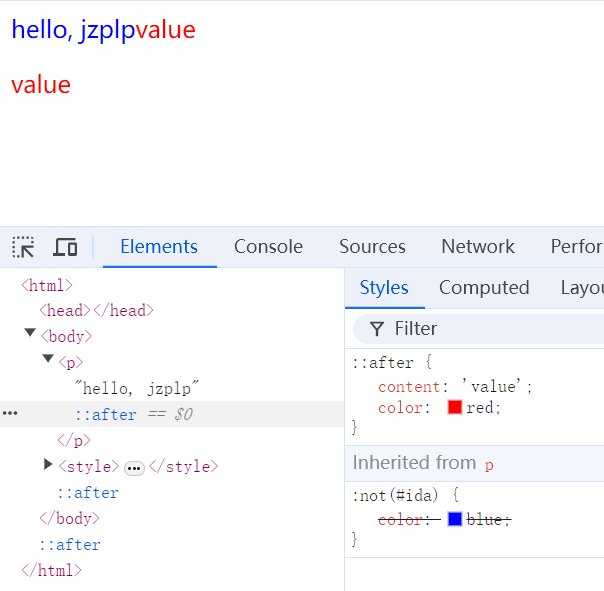 hello, jzplpvalue
value
Elements Console Sources Network Perfor
<html>
<head></head>
<body>
<p>
"hello, jzplp"
::after == $0
</p>
<style>…</style>
::after
</body>
::after
</html>
Styles Computed Layou
Filter
::after {
content: 'value';
color: red;
}
Inherited from p
:not(#ida) {
color: blue;
}